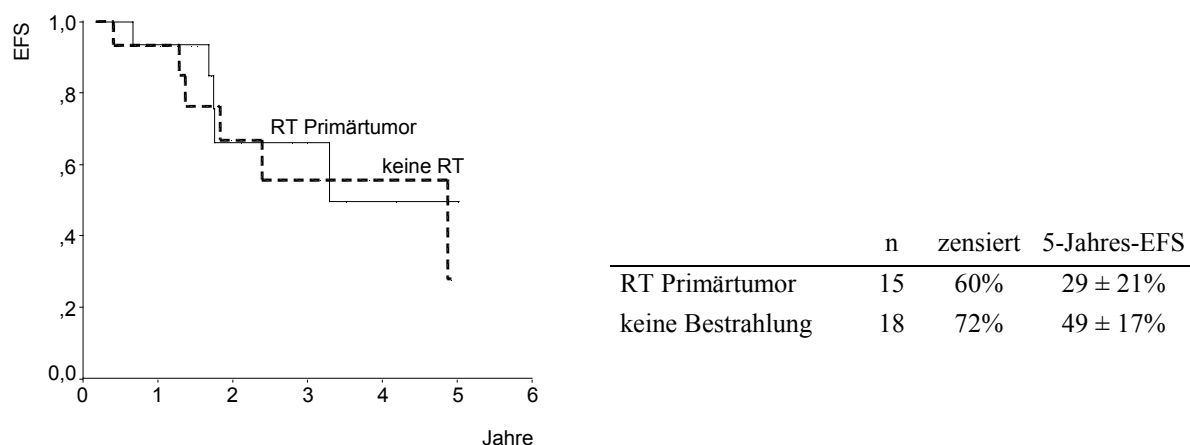 EFS
1,0
,8
,6
,4
,2
0,0
RT Primärtumor
keine RT
0 1 2 3 4 5 6
Jahre
n zensiert 5-Jahres-EFS
RT Primärtumor 15 60% 29 ± 21%
keine Bestrahlung 18 72% 49 ± 17%